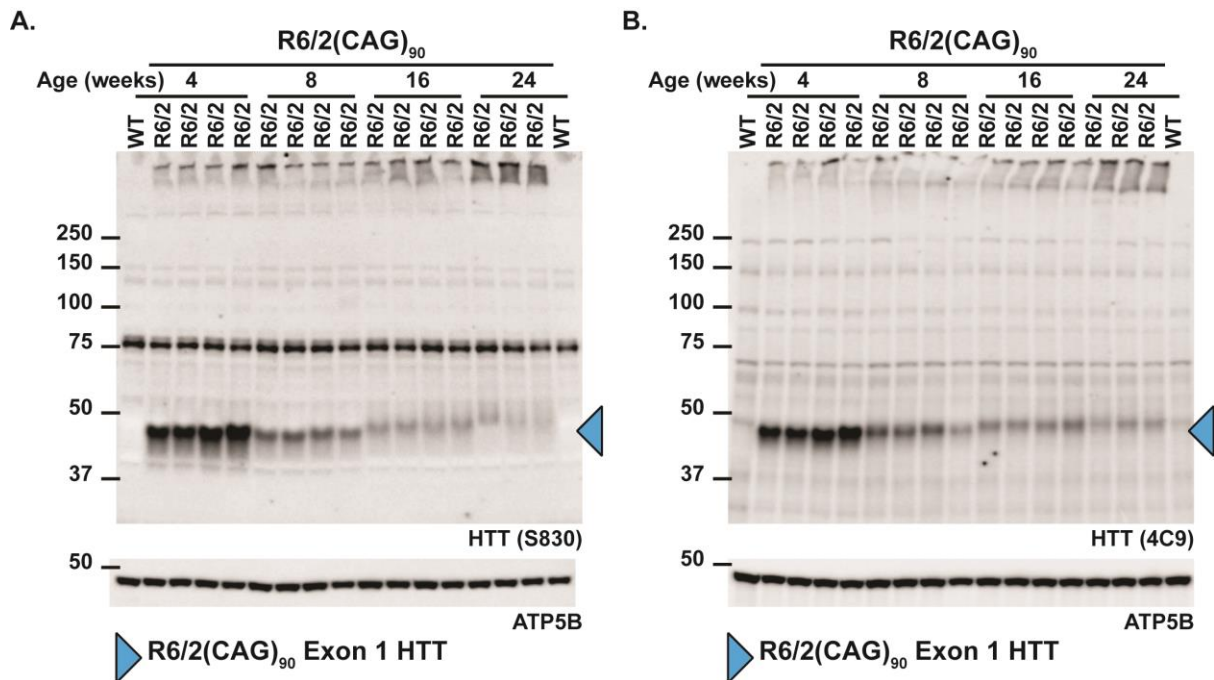 A.
R6/2(CAG)90
Age (weeks) 4 8 16 24
WT R6/2 R6/2 R6/2 R6/2 R6/2 R6/2 R6/2 R6/2 R6/2 R6/2 R6/2 R6/2 R6/2 R6/2 R6/2 WT
250
150
100
75
50
37
HTT (S830)
50
ATP5B
R6/2(CAG)90 Exon 1 HTT
B.
R6/2(CAG)90
Age (weeks) 4 8 16 24
WT R6/2 R6/2 R6/2 R6/2 R6/2 R6/2 R6/2 R6/2 R6/2 R6/2 R6/2 R6/2 R6/2 R6/2 R6/2 WT
250
150
100
75
50
37
HTT (4C9)
50
ATP5B
R6/2(CAG)90 Exon 1 HTT